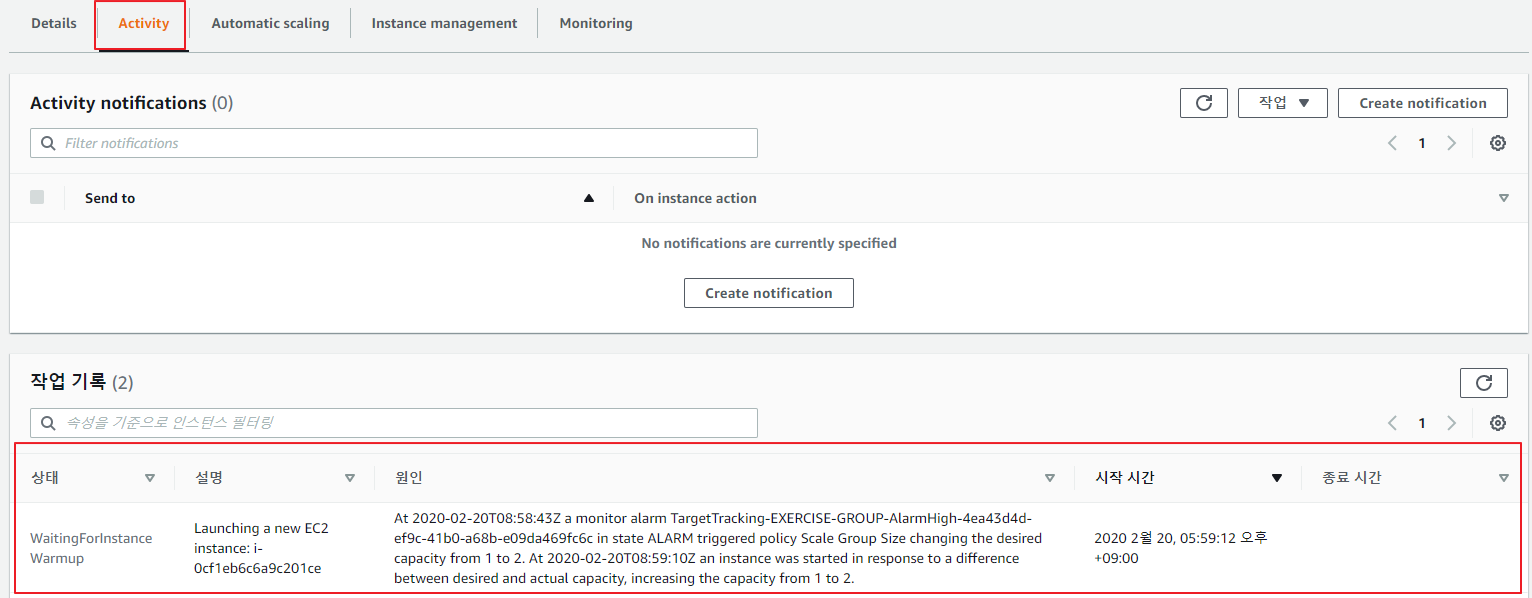 Details
Activity
Automatic scaling
Instance management
Monitoring
Activity notifications (0)
작업
Create notification
Filter notifications
1
Send to
On instance action
No notifications are currently specified
Create notification
작업 기록 (2)
속성을 기준으로 인스턴스 필터링
1
상태
설명
원인
시작 시간
종료 시간
WaitingForInstance
Warmup
Launching a new EC2
instance: i-
0cf1eb6c6a9c201ce
At 2020-02-20T08:58:43Z a monitor alarm TargetTracking-EXERCISE-GROUP-AlarmHigh-4ea43d4d-
ef9c-41b0-a68b-e09da469fc6c in state ALARM triggered policy Scale Group Size changing the desired
capacity from 1 to 2. At 2020-02-20T08:59:10Z an instance was started in response to a difference
between desired and actual capacity, increasing the capacity from 1 to 2.
2020 2월 20, 05:59:12 오후
+09:00